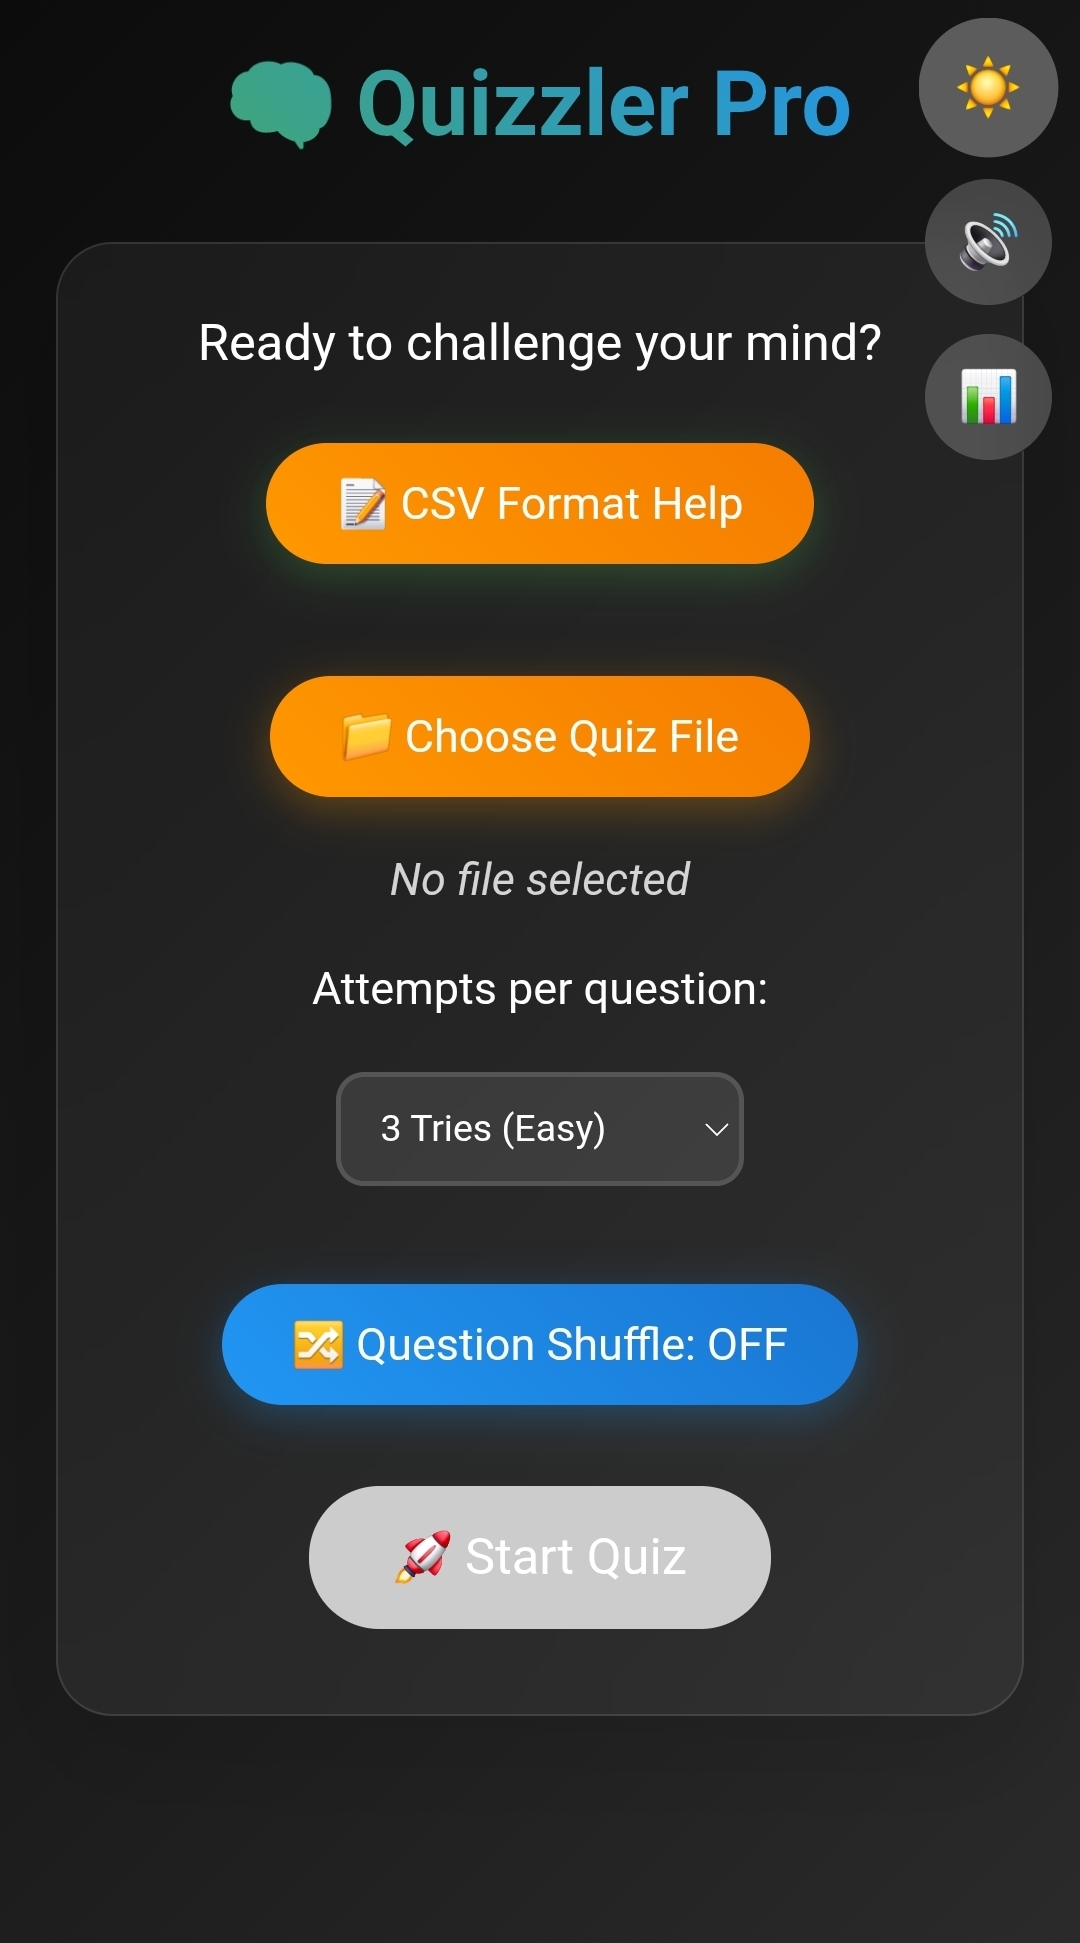 Quizzler Pro
Ready to challenge your mind?
CSV Format Help
Choose Quiz File
No file selected
Attempts per question:
3 Tries (Easy)
Question Shuffle: OFF
Start Quiz